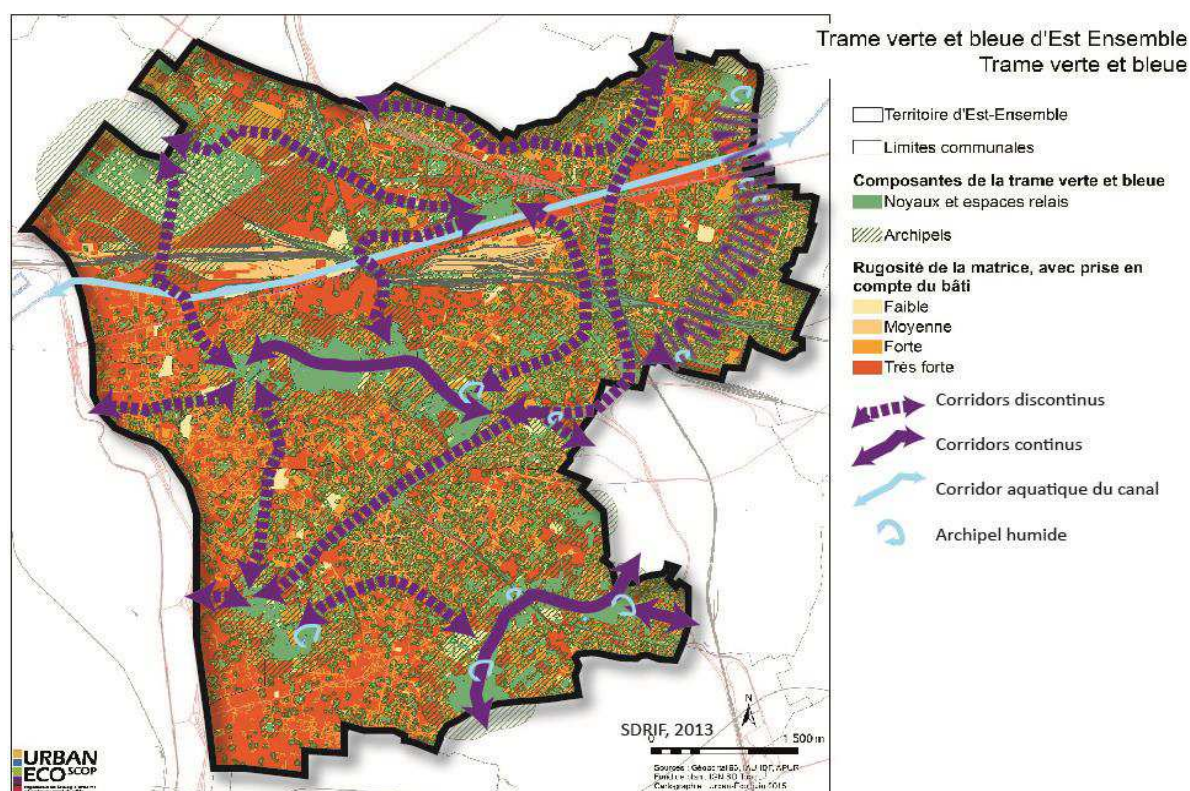 Trame verte et bleue d'Est Ensemble
Trame verte et bleue
Territoire d'Est-Ensemble
Limites communales
Composantes de la trame verte et bleue
Noyaux et espaces relais
Archipels
Rugosité de la matrice, avec prise en
compte du bâti
Faible
Moyenne
Forte
Très forte
Corridors discontinus
Corridors continus
Corridor aquatique du canal
Archipel humide
N
SDRIF, 2013
0 1 500 m
Sources :
URBAN
ECO SCOP